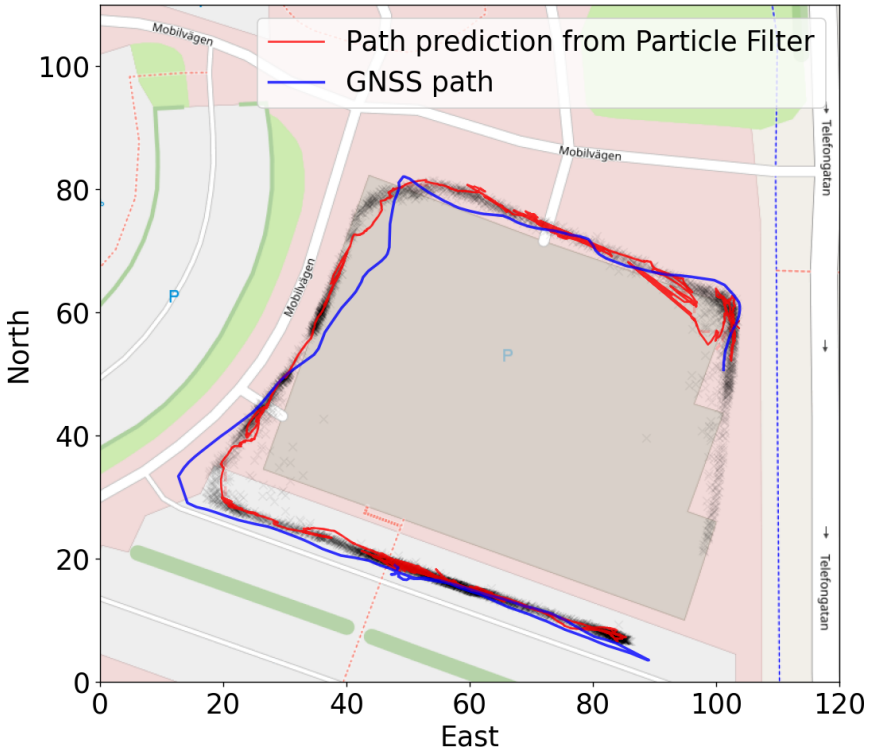 Mobilvägen
Path prediction from Particle Filter
GNSS path
Mobilvägen
Telefongatan
Mobilvägen
P
P
Telefongatan
North
100
80
60
40
20
0
0
20
40
60
80
100
120
East